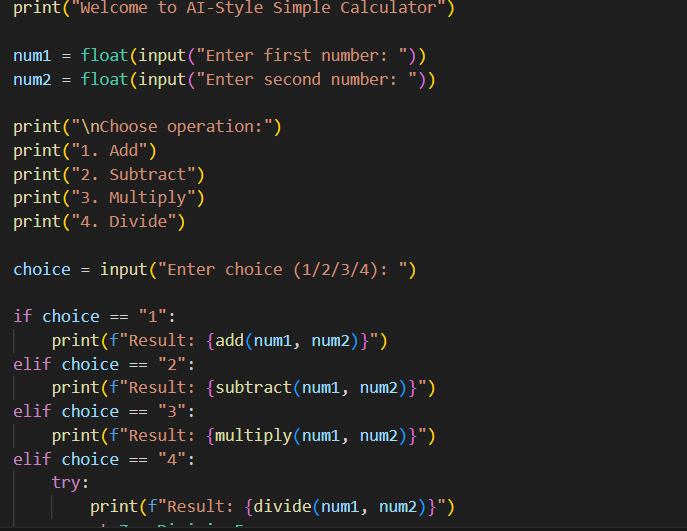 print("Welcome to AI-Style Simple Calculator")
num1 = float(input("Enter first number: "))
num2 = float(input("Enter second number: "))
print("\nChoose operation:")
print("1. Add")
print("2. Subtract")
print("3. Multiply")
print("4. Divide")
choice = input("Enter choice (1/2/3/4): ")
if choice == "1":
    print(f"Result: {add(num1, num2)}")
elif choice == "2":
    print(f"Result: {subtract(num1, num2)}")
elif choice == "3":
    print(f"Result: {multiply(num1, num2)}")
elif choice == "4":
    try:
        print(f"Result: {divide(num1, num2)}")